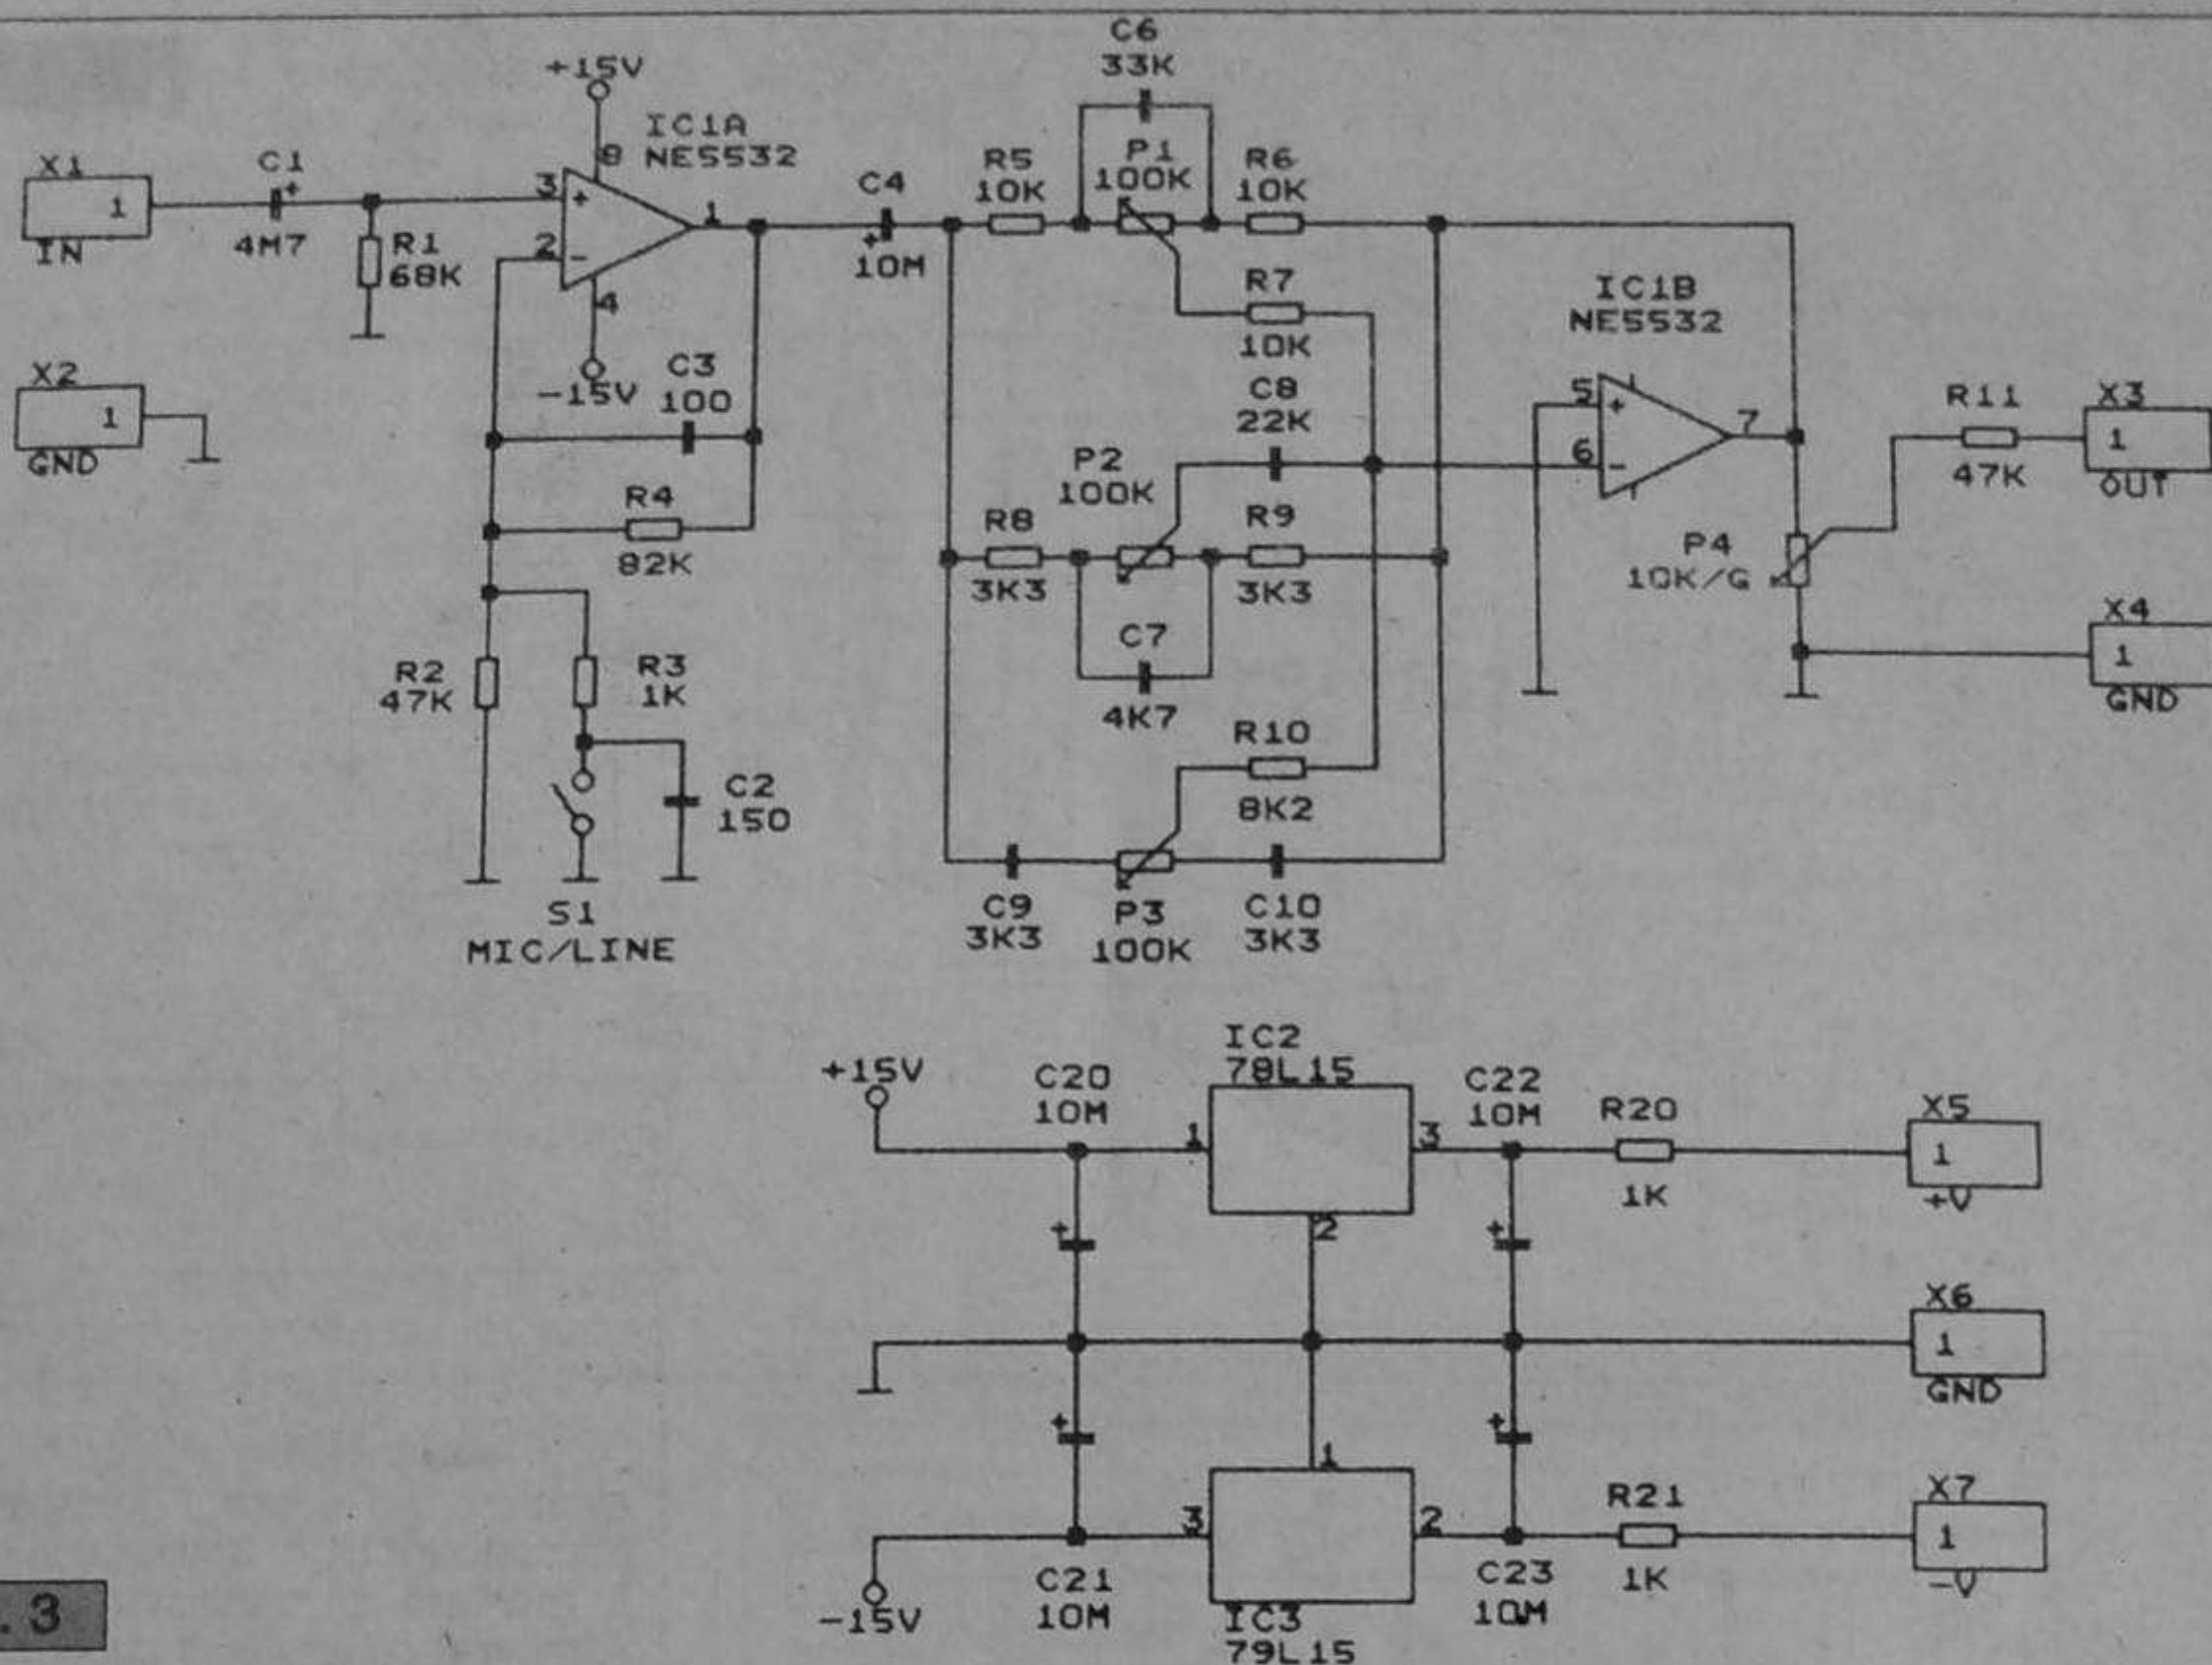 C6
33K
+15V
IC1A
NE5532
8
X1
1
IN
C1
+
4M7
R1
68K
3
+
2
-
1
4
-15V
C4
+
10M
R5
10K
P1
100K
R6
10K
R7
10K
C8
22K
IC1B
NE5532
X2
1
GND
C3
100
R4
82K
P2
100K
5
+
6
-
7
R11
47K
X3
1
OUT
R8
3K3
R9
3K3
P4
10K/G
C7
4K7
X4
1
GND
R2
47K
R3
1K
C2
150
R10
8K2
S1
MIC/LINE
C9
3K3
P3
100K
C10
3K3
IC2
78L15
+15V
C20
10M
1
3
2
C22
10M
R20
1K
X5
1
+V
+
+
X6
1
GND
+
+
1
3
2
-15V
C21
10M
IC3
79L15
C23
10M
R21
1K
X7
1
-V
.3